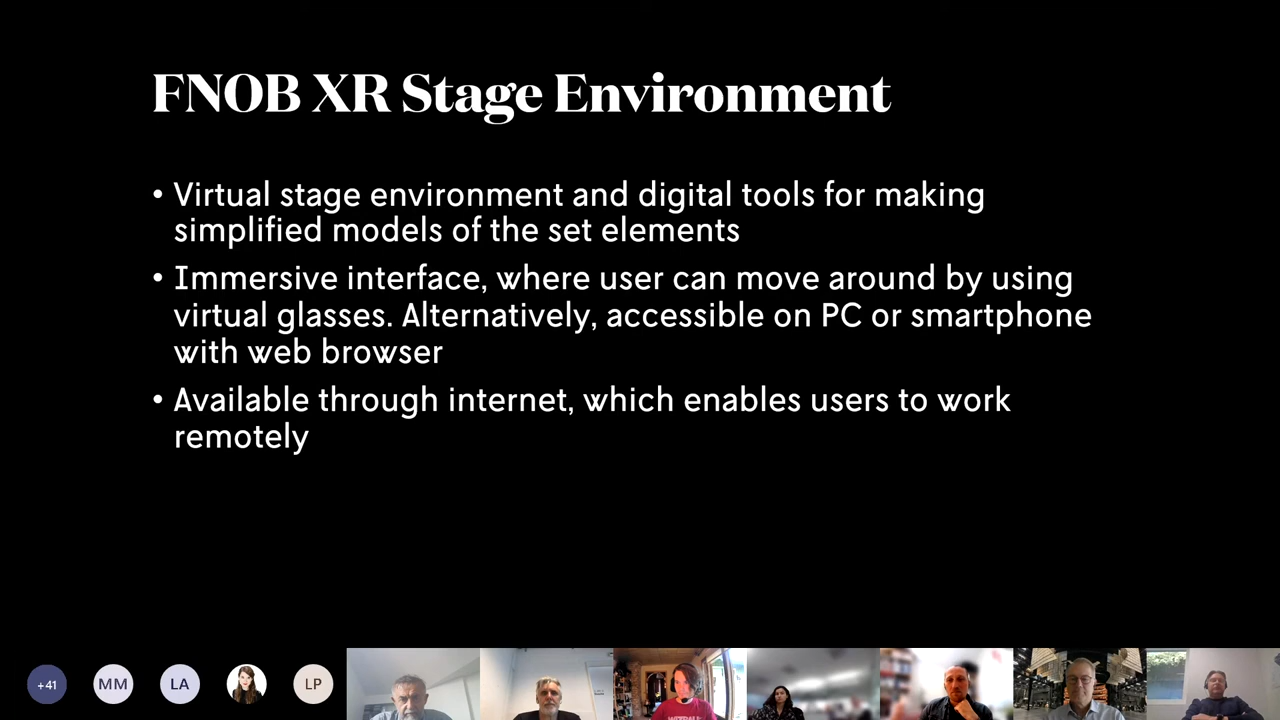 FNOB XR Stage Environment
• Virtual stage environment and digital tools for making
simplified models of the set elements
• Immersive interface, where user can move around by using
virtual glasses. Alternatively, accessible on PC or smartphone
with web browser
• Available through internet, which enables users to work
remotely
+41
MM
LA
LP